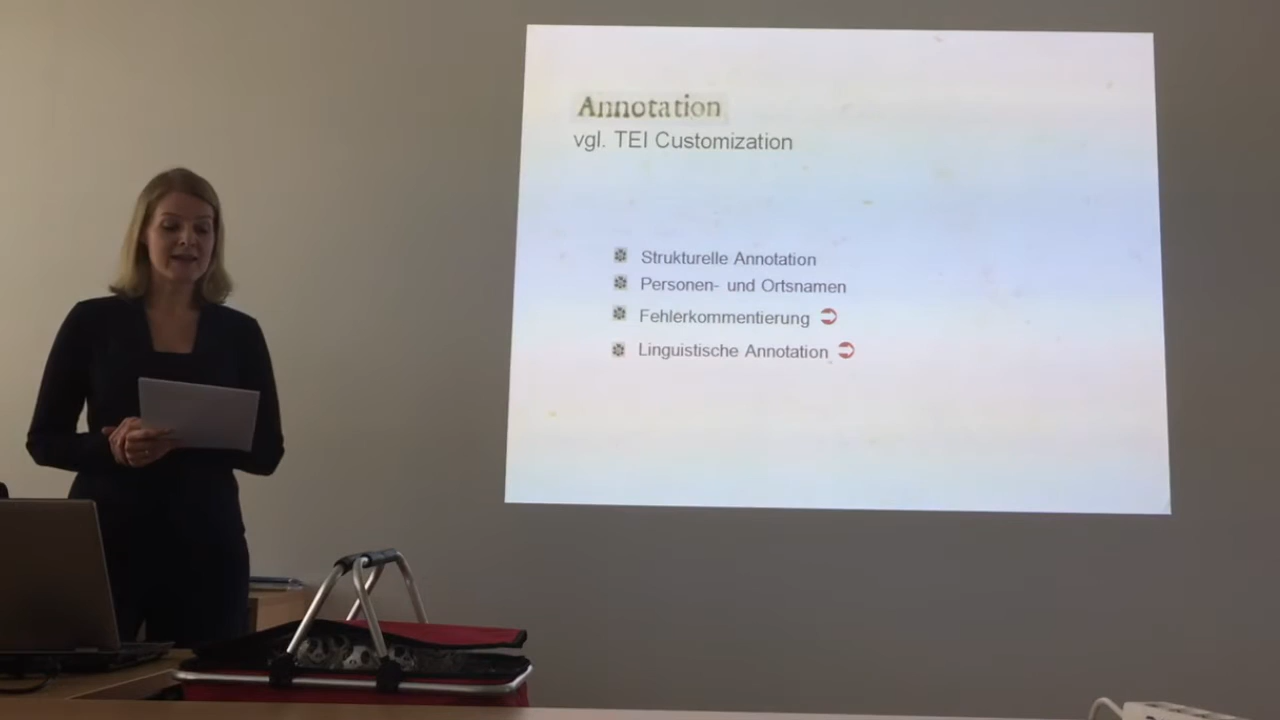 Annotation
vgl. TEI Customization
Strukturelle Annotation
Personen- und Ortsnamen
Fehlerkommentierung
Linguistische Annotation